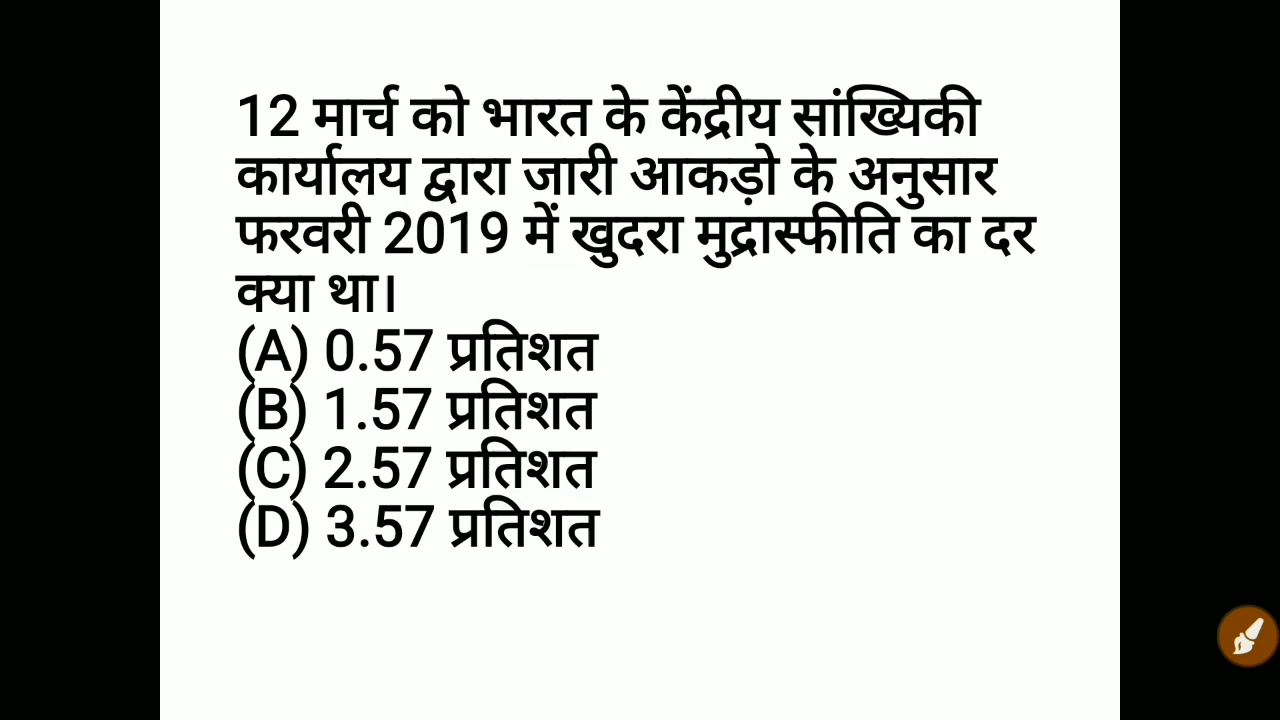 12 मार्च को भारत के केंद्रीय सांख्यिकी
कार्यालय द्वारा जारी आकड़ो के अनुसार
फरवरी 2019 में खुदरा मुद्रास्फीति का दर
क्या था।
(A) 0.57 प्रतिशत
(B) 1.57 प्रतिशत
(C) 2.57 प्रतिशत
(D) 3.57 प्रतिशत